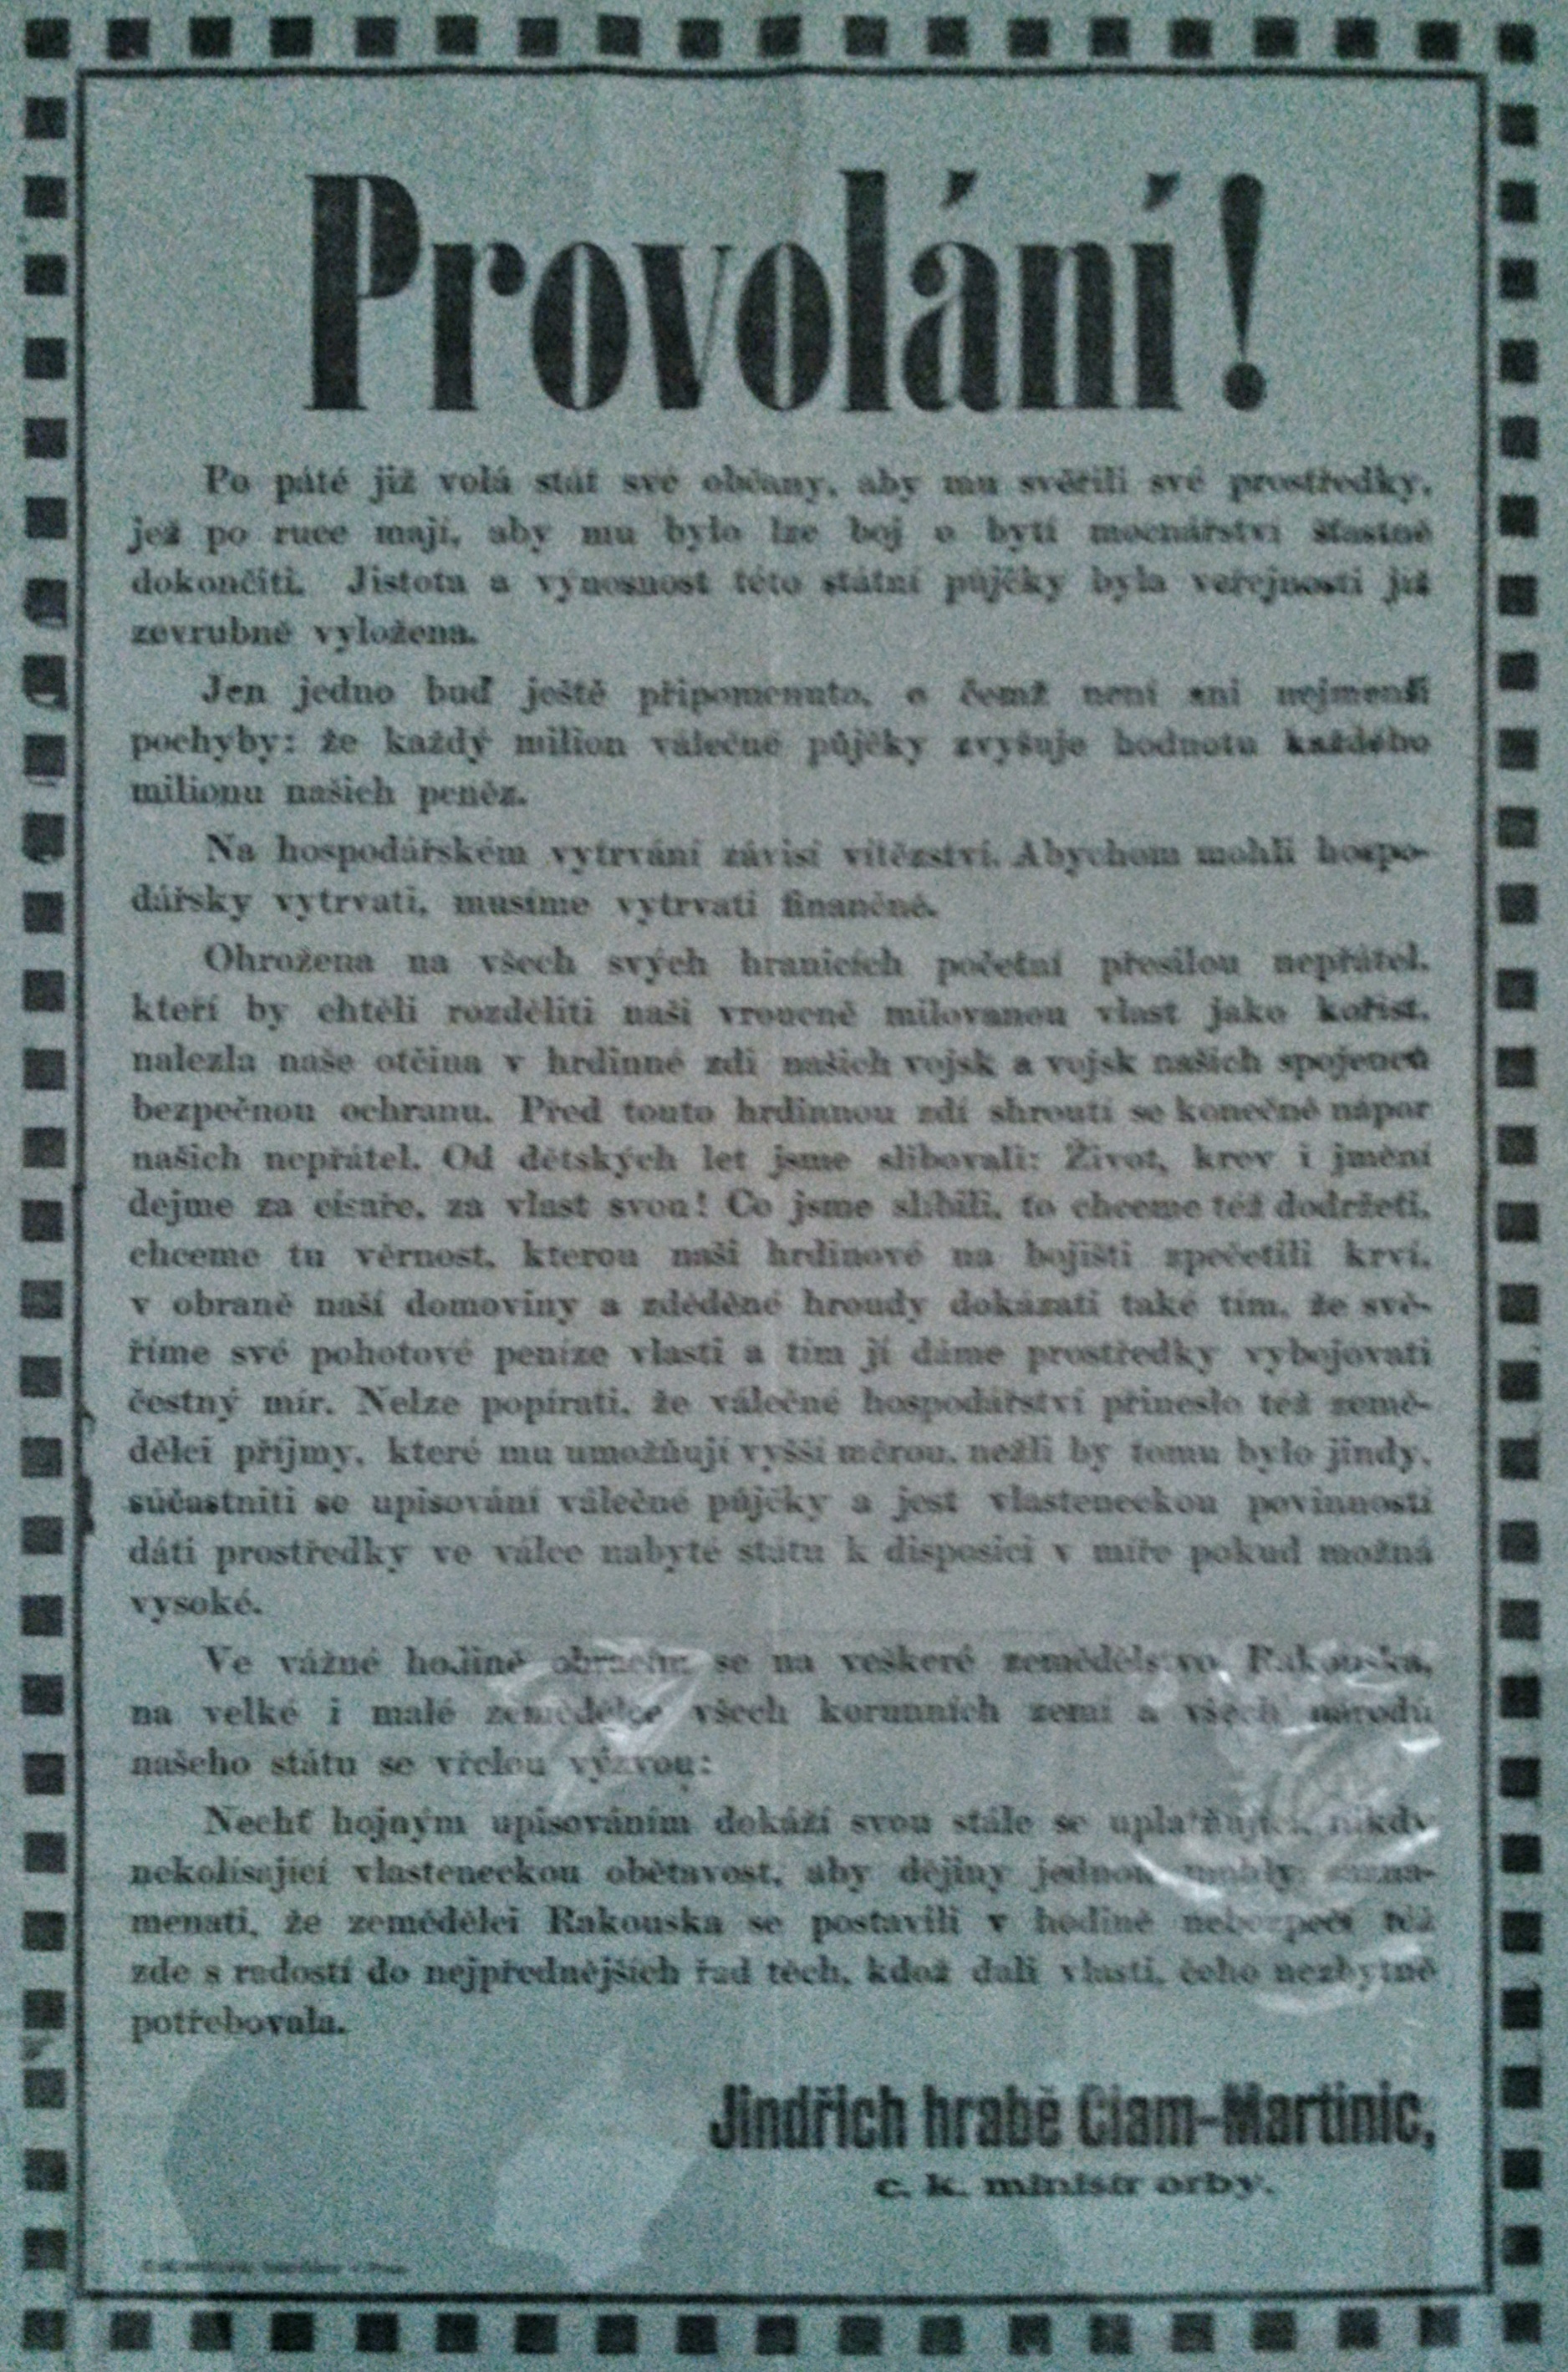 Provolání!
Po páté již volá stát své občany, aby mu svěřili své prostředky,
jež po ruce mají, aby mu bylo lze boj o bytí mocnářství šťastně
dokončiti. Jistota a výnosnost této státní půjčky byla veřejnosti již
zevrubně vyložena.
Jen jedno buď ještě připomenuto, o čemž není ani nejmenší
pochyby: že každý milion válečné půjčky zvyšuje hodnotu každého
milionu našich peněz.
Na hospodářském vytrvání závisí vítězství. Abychom mohli hospo-
dářsky vytrvati, musíme vytrvati finančně.
Ohrožena na všech svých hranicích početní přesilou nepřátel,
kteří by chtěli rozděliti naši vroucně milovanou vlast jako kořist,
nalezla naše otčina v hrdinné zdi našich vojsk a vojsk našich spojenců
bezpečnou ochranu. Před touto hrdinnou zdí shroutí se konečně nápor
našich nepřátel. Od dětských let jsme slibovali: Život, krev i jmění
dejme za císaře, za vlast svou! Co jsme slíbili, to chceme též dodržeti,
chceme tu věrnost, kterou naši hrdinové na bojišti zpečetili krví,
v obraně naší domoviny a zděděné hroudy dokázati také tím, že svě-
říme své pohotové peníze vlasti a tím jí dáme prostředky vybojovati
čestný mír. Nelze popírati, že válečné hospodářství přineslo též země-
dělci příjmy, které mu umožňují vyšší měrou, nežli by tomu bylo jindy,
súčastniti se upisování válečné půjčky a jest vlasteneckou povinností
dáti prostředky ve válce nabyté státu k disposici v míře pokud možná
vysoké.
Ve vážné hodině obracím se na veškeré zemědělstvo Rakouska,
na velké i malé zemědělce všech korunních zemí a všech národů
našeho státu se vřelou výzvou:
Nechť hojným upisováním dokáží svou stále se uplatňující, nikdy
nekolísající vlasteneckou obětavost, aby dějiny jednou mohly zazna-
menati, že zemědělci Rakouska se postavili v hodině nebezpečí též
zde s radostí do nejpřednějších řad těch, kdož dali vlasti, čeho nezbytně
potřebovala.
Jindřich hrabě Clam-Martinic,
c. k. ministr orby.